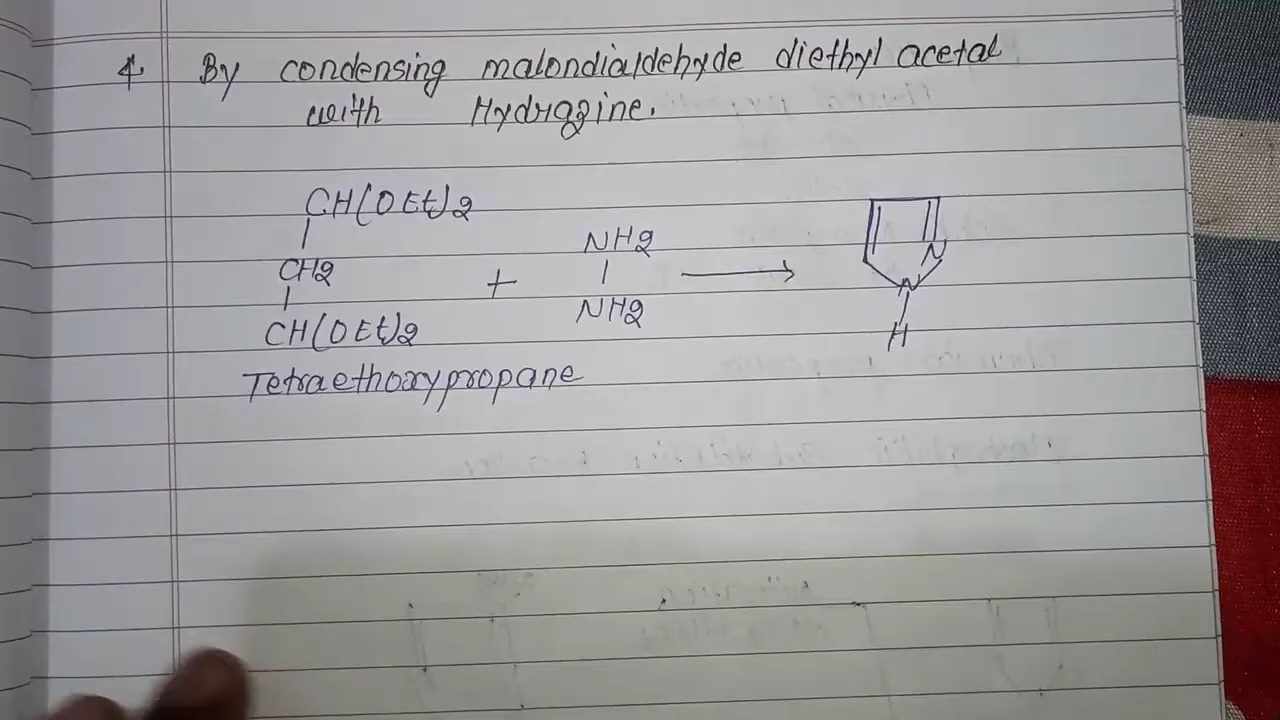 4. By condensing malondialdehyde diethyl acetal
with Hydrazine.
CH(OEt)2
CH2
CH(OEt)2
+
NH2
NH2
N
N
H
Tetraethoxypropane